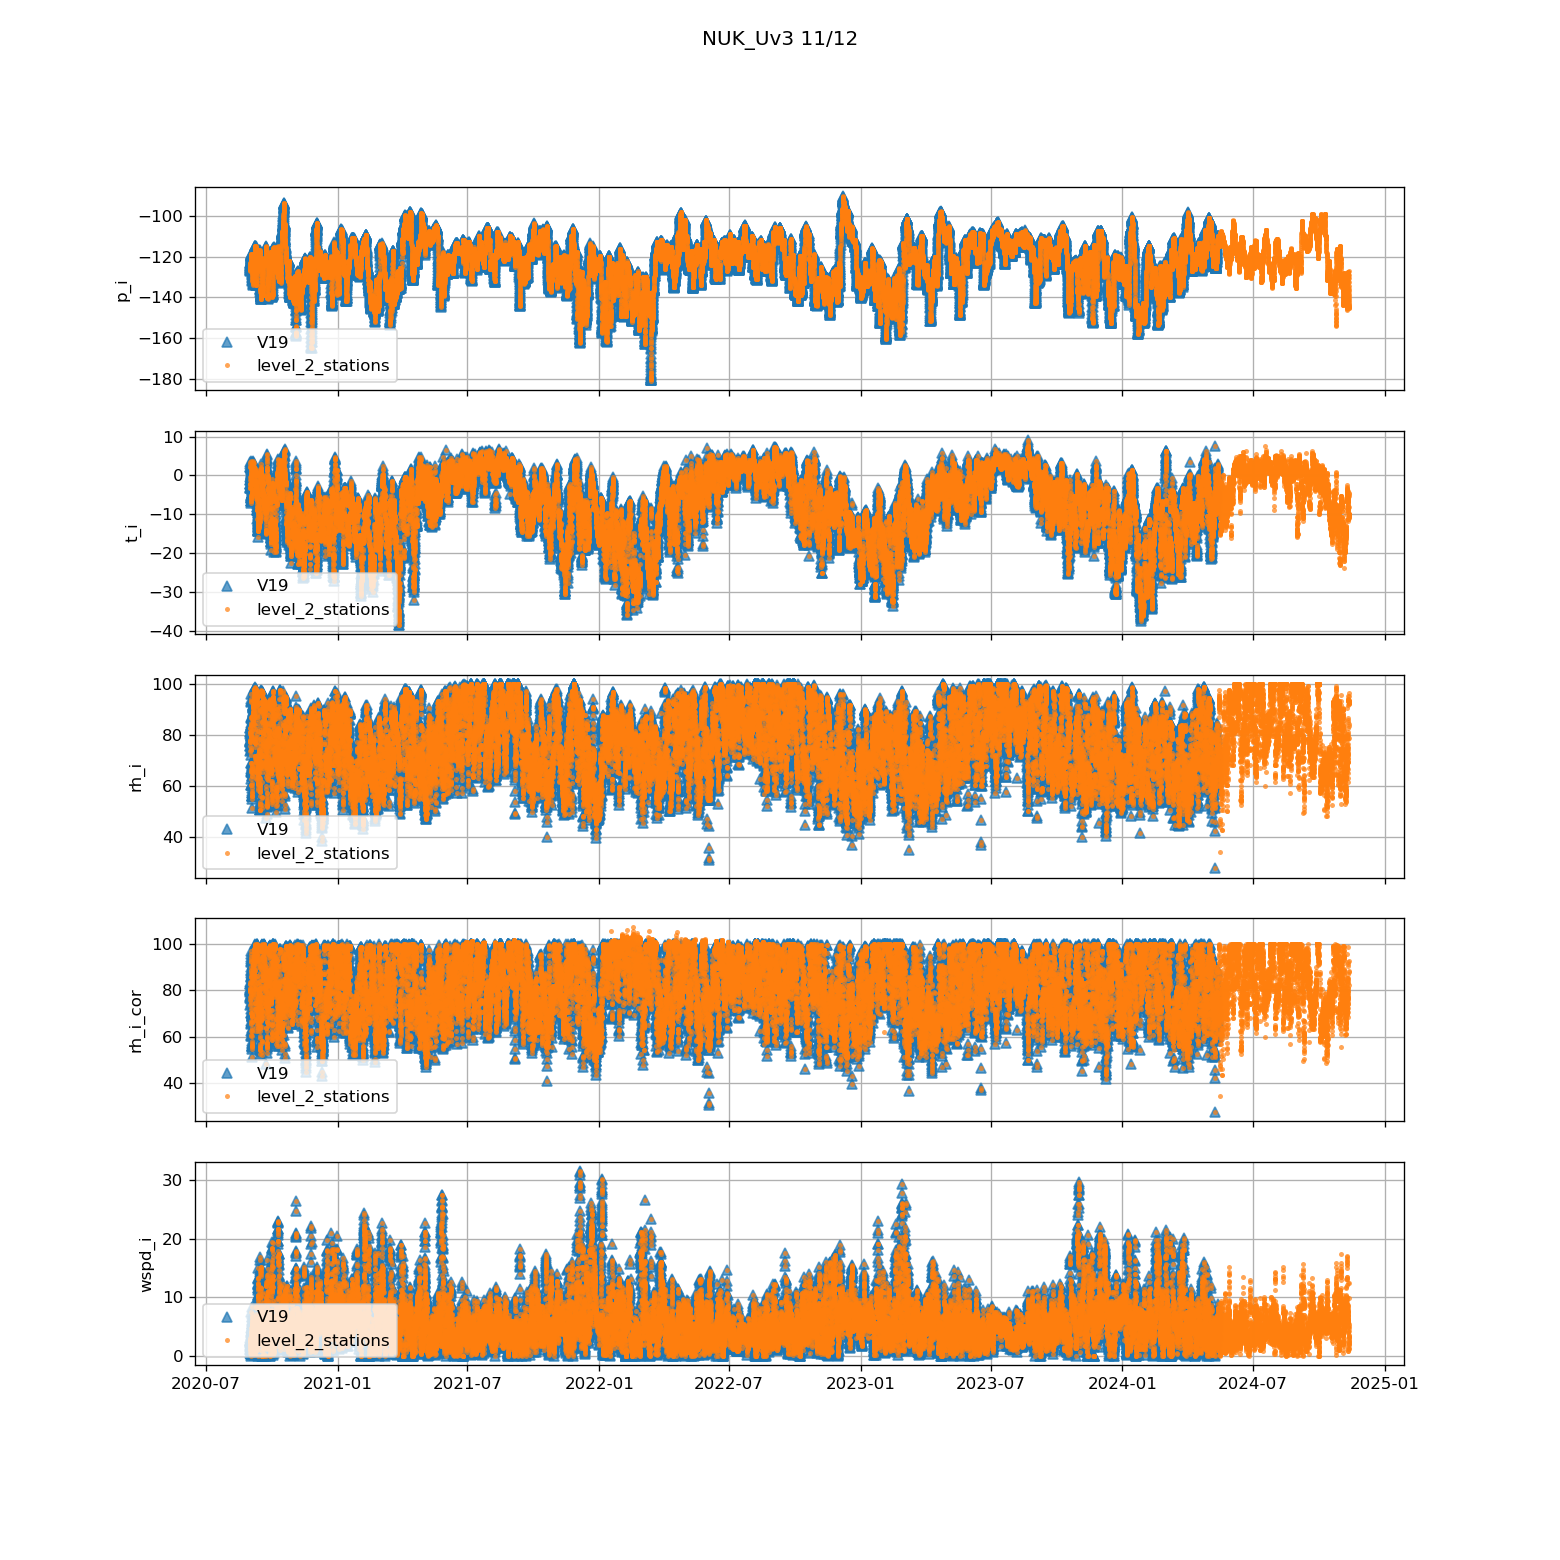 NUK_Uv3 11/12
p_i
−100
−120
−140
−160
−180
V19
level_2_stations
t_i
10
0
−10
−20
−30
−40
V19
level_2_stations
rh_i
100
80
60
40
V19
level_2_stations
rh_i_cor
100
80
60
40
V19
level_2_stations
wspd_i
30
20
10
0
V19
level_2_stations
2020-07 2021-01 2021-07 2022-01 2022-07 2023-01 2023-07 2024-01 2024-07 2025-01